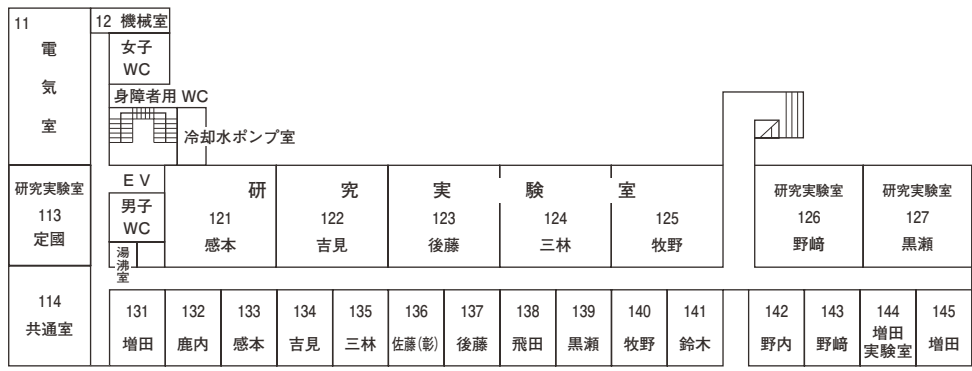 11
電
気
室
12 機械室
女子
WC
身障者用 WC
冷却水ポンプ室
研究実験室
113
定國
E V
男子
WC
湯
沸
室
研 究 実 験 室
121
感本
122
吉見
123
後藤
124
三林
125
牧野
研究実験室
126
野﨑
研究実験室
127
黒瀬
114
共通室
131
増田
132
鹿内
133
感本
134
吉見
135
三林
136
佐藤(彰)
137
後藤
138
飛田
139
黒瀬
140
牧野
141
鈴木
142
野内
143
野﨑
144
増田
実験室
145
増田